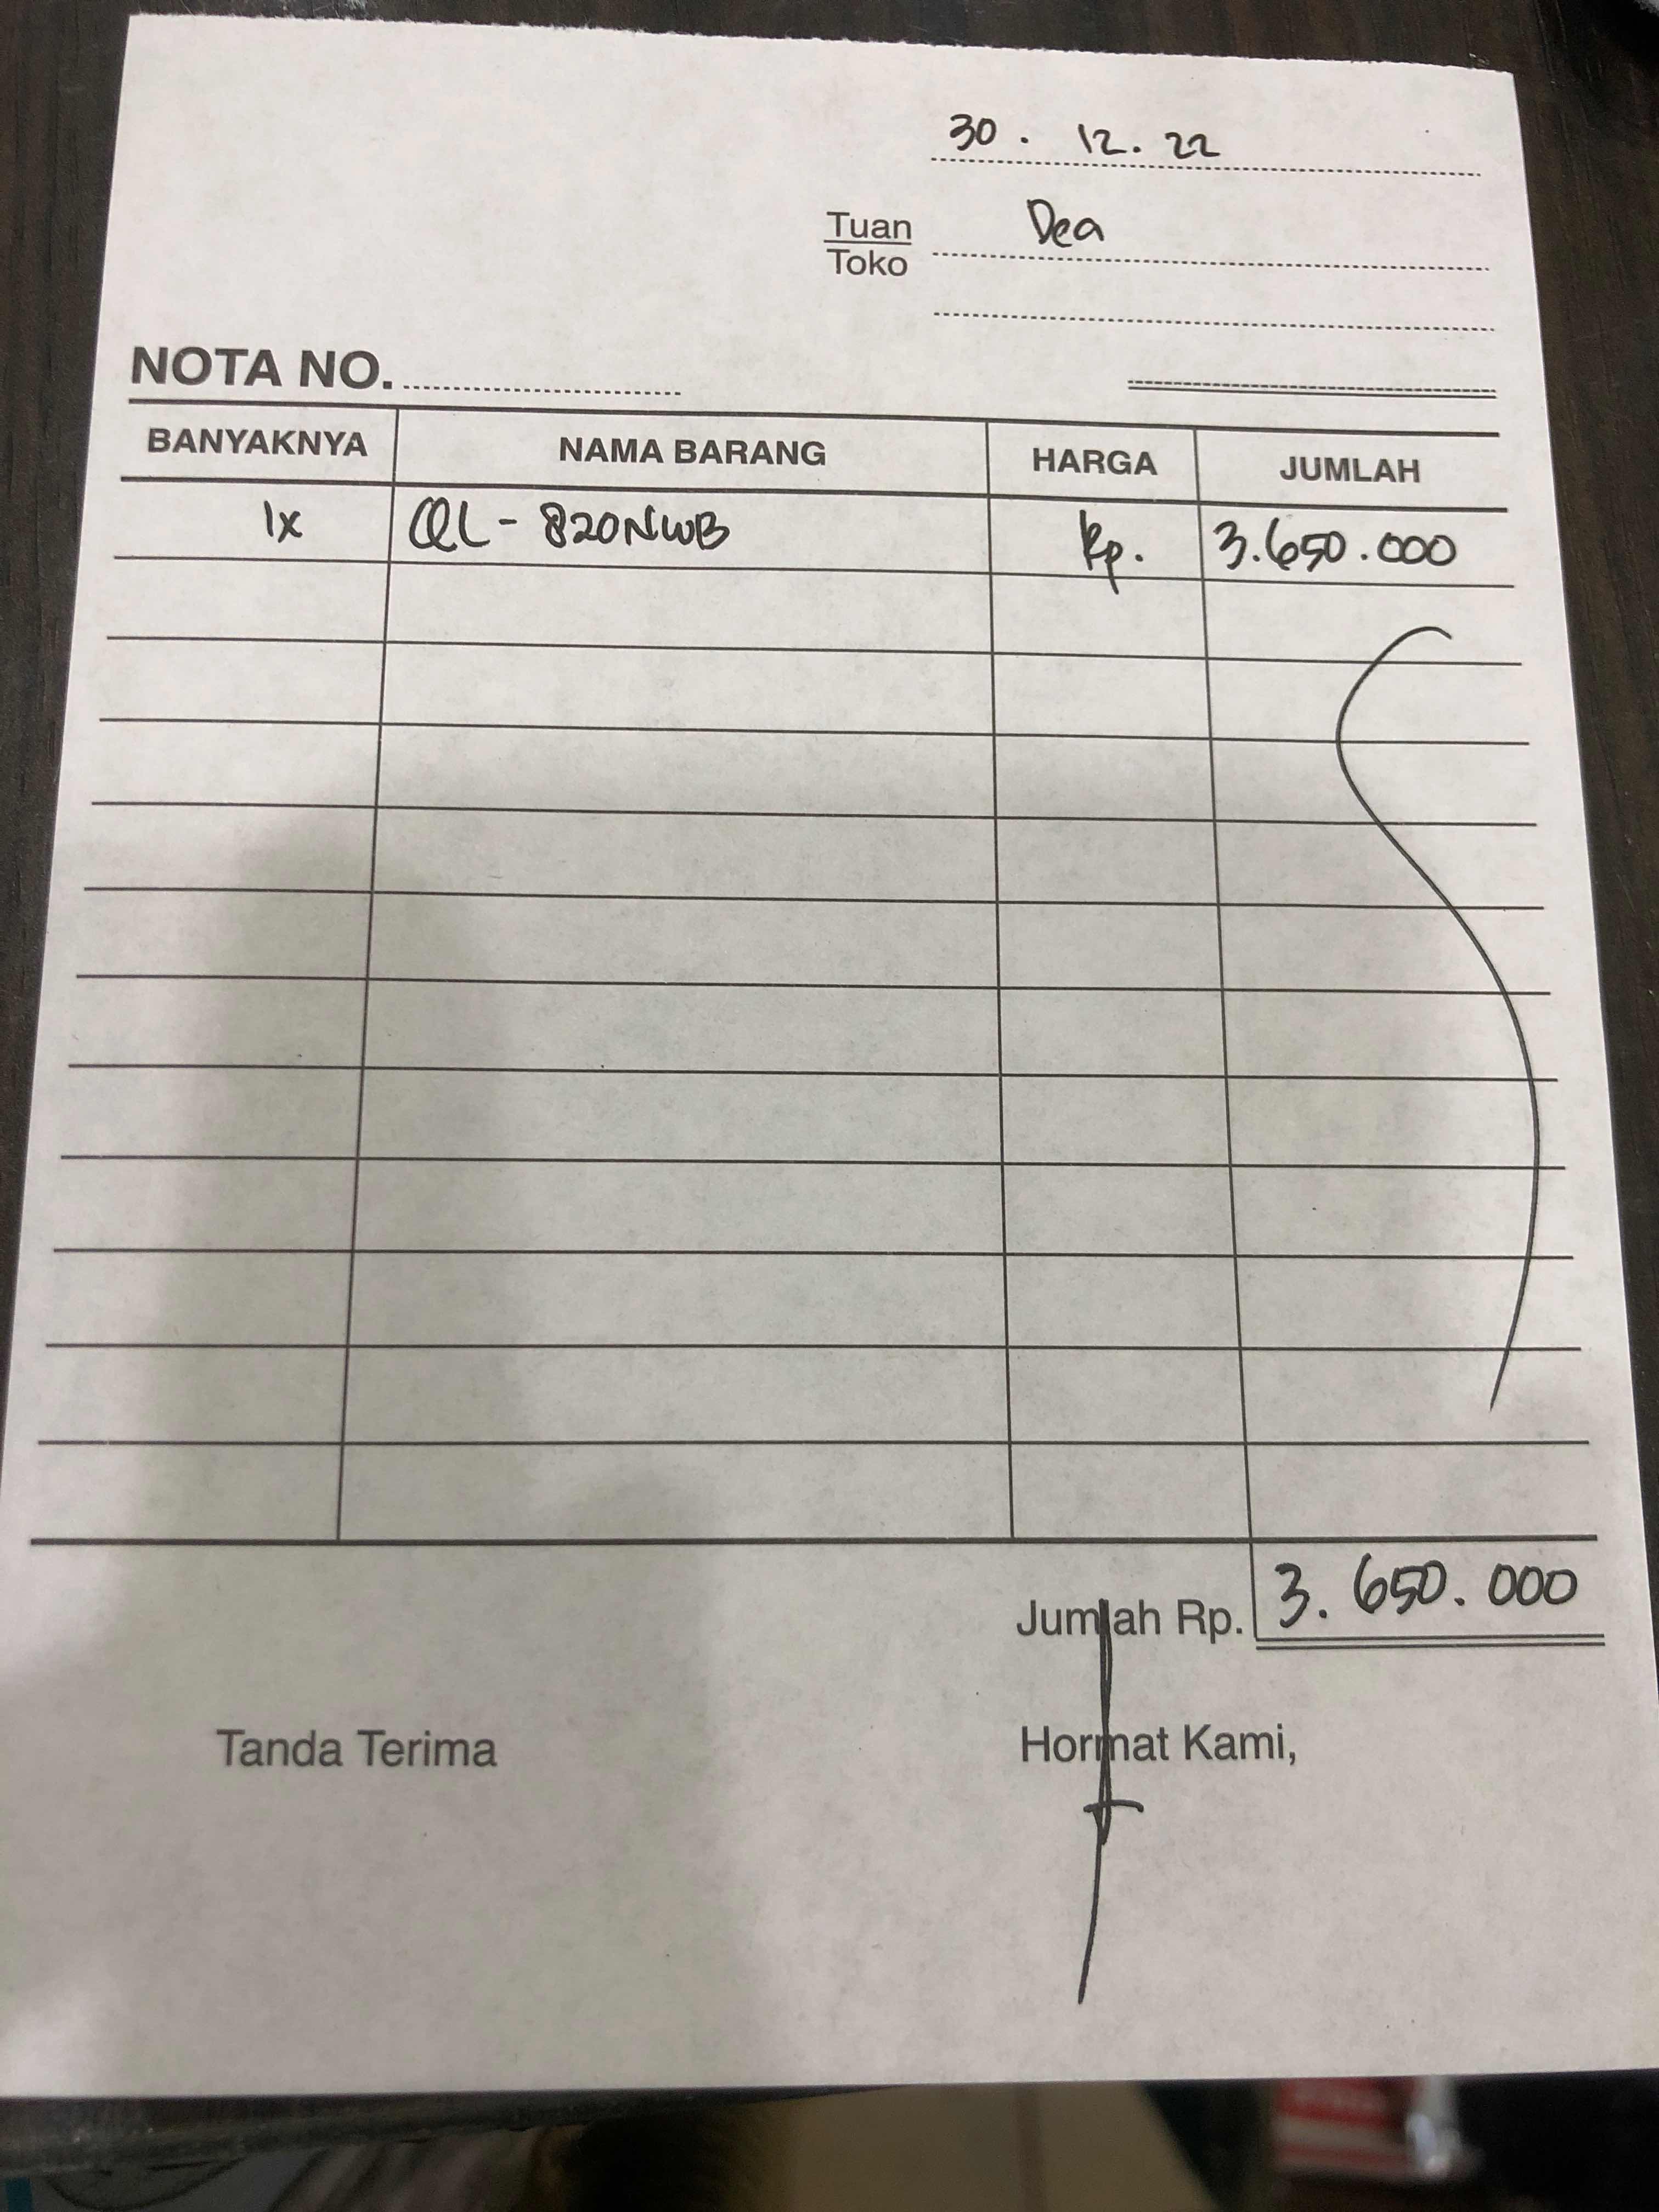 30 . 12. 22
Tuan Dea
Toko
NOTA NO.
BANYAKNYA NAMA BARANG HARGA JUMLAH
1x QL - 820NWB Rp. 3.650.000
Jumlah Rp. 3. 650. 000
Tanda Terima Hormat Kami,